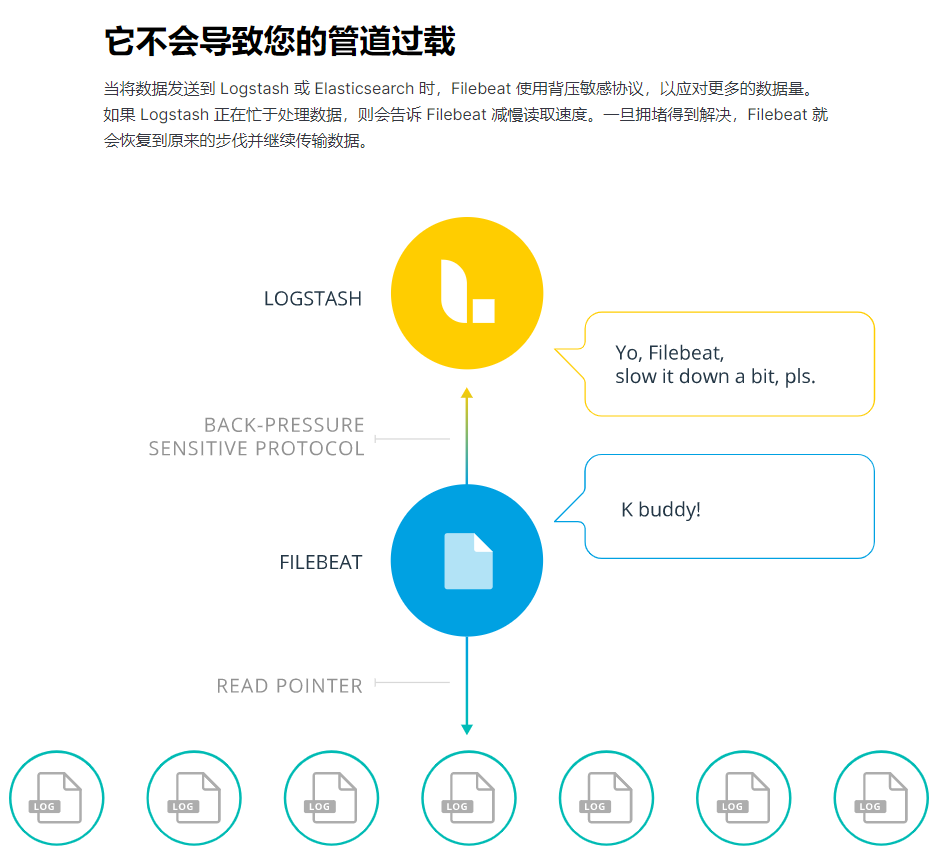 它不会导致您的管道过载
当将数据发送到 Logstash 或 Elasticsearch 时，Filebeat 使用背压敏感协议，以应对更多的数据量。
如果 Logstash 正在忙于处理数据，则会告诉 Filebeat 减慢读取速度。一旦拥堵得到解决，Filebeat 就
会恢复到原来的步伐并继续传输数据。
LOGSTASH
Yo, Filebeat,
slow it down a bit, pls.
BACK-PRESSURE
SENSITIVE PROTOCOL
K buddy!
FILEBEAT
READ POINTER
LOG LOG LOG LOG LOG LOG LOG